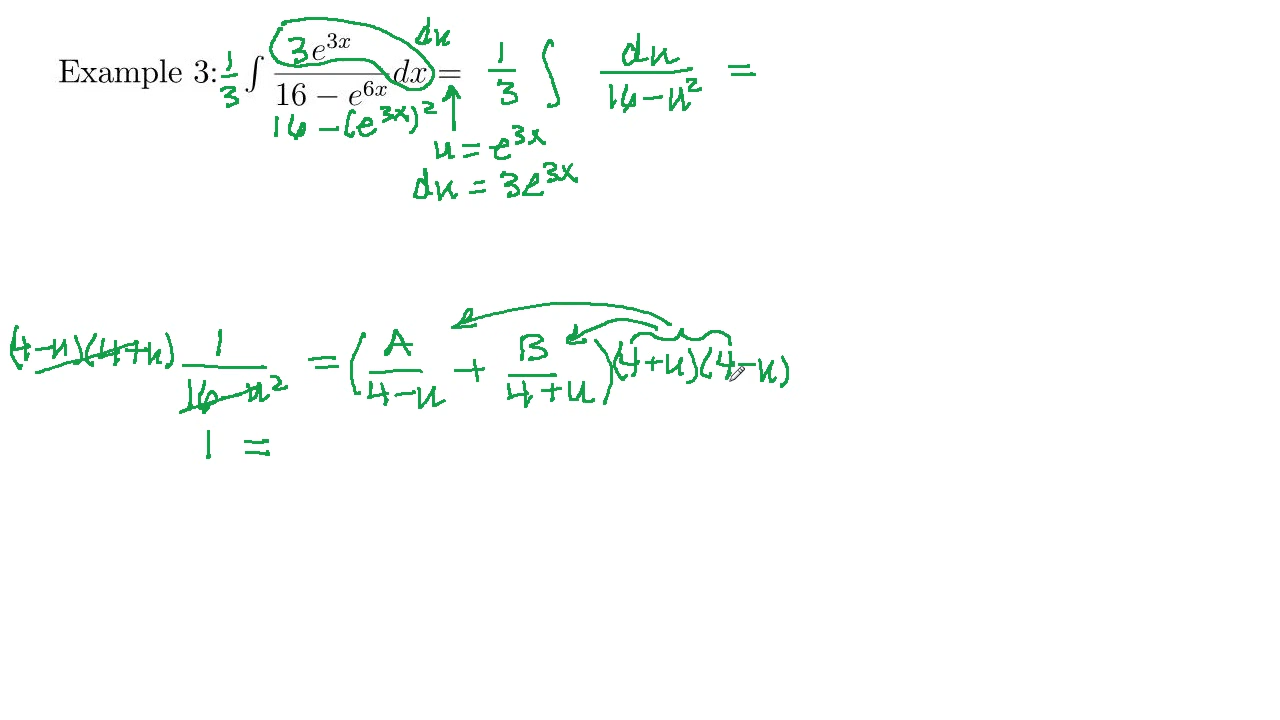 Example 3: 1/3 ∫ 3e^{3x}/(16 − e^{6x}) dx = 1/3 ∫ du/(16 − u²) =
du
16 − (e^{3x})²
u = e^{3x}
du = 3e^{3x}
(4−u)(4+u) 1/(16 − u²) = (A/(4−u) + B/(4+u))(4+u)(4−u)
1 =